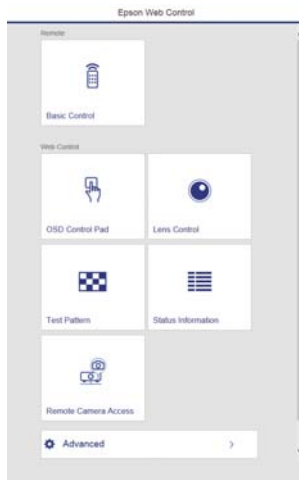 Epson Web Control
Remote
Basic Control
Web Control
OSD Control Pad
Lens Control
Test Pattern
Status Information
Remote Camera Access
Advanced